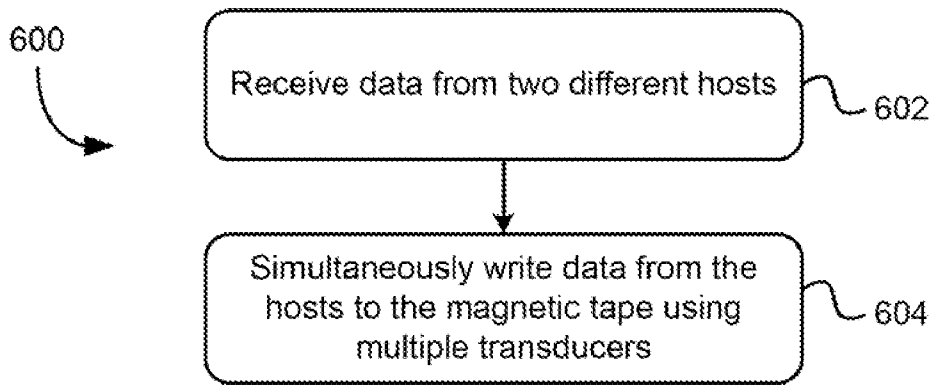 600
Receive data from two different hosts
602
Simultaneously write data from the
hosts to the magnetic tape using
multiple transducers
604